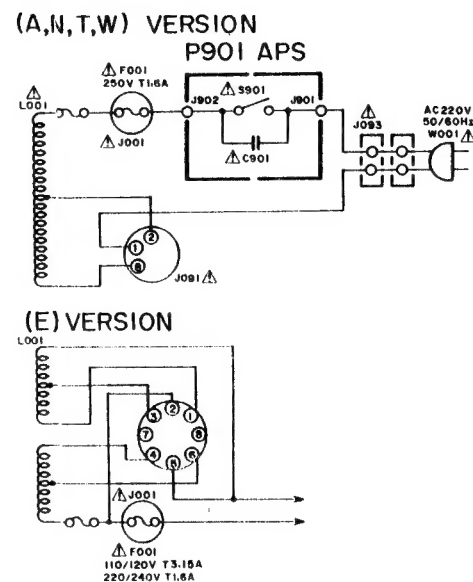 (A,N,T,W) VERSION
P901 APS
F001
250V T1.6A
S901
L001
J902
J901
AC220V
50/60Hz
W001
J093
J001
C901
2
1
8
J091
(E) VERSION
L001
3
2
1
7
8
4
5
6
J001
F001
110/120V T3.15A
220/240V T1.6A